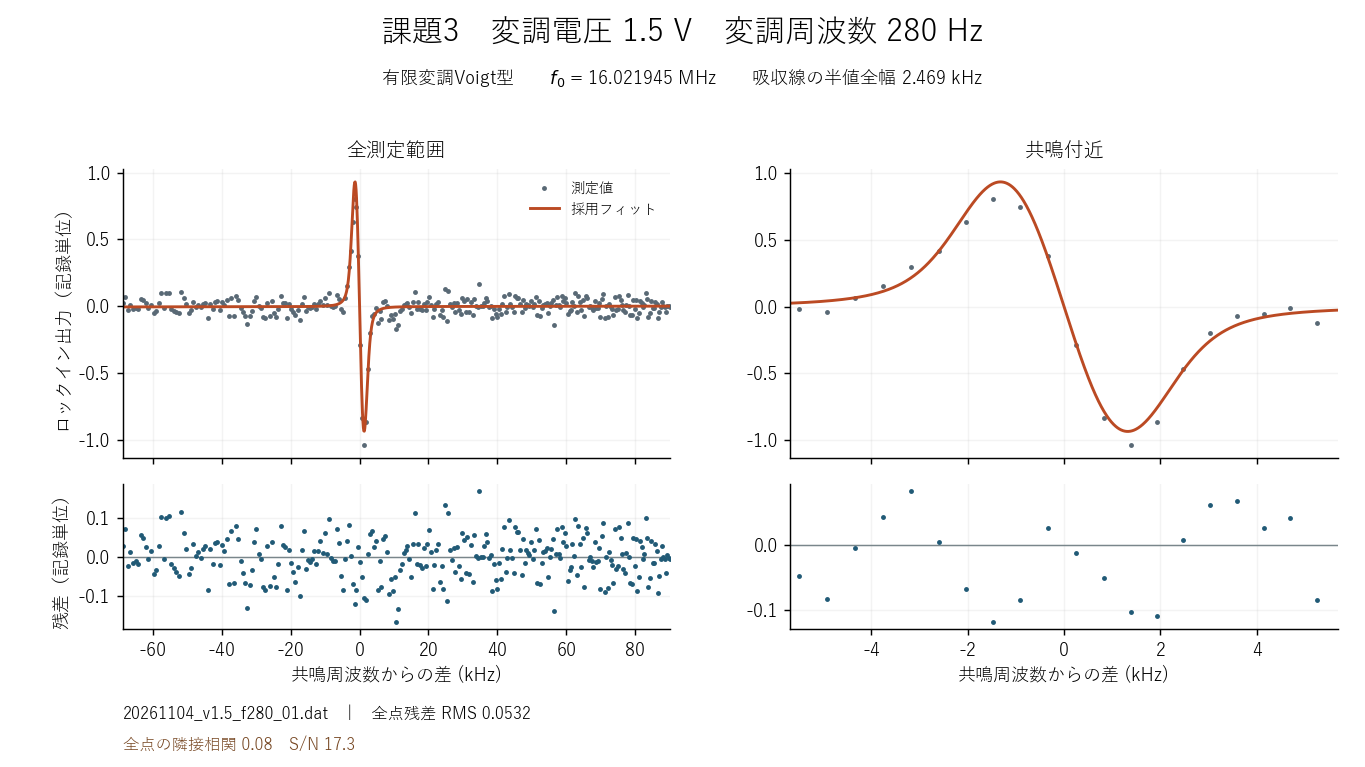 課題3　変調電圧 1.5 V　変調周波数 280 Hz
有限変調Voigt型　　f0 = 16.021945 MHz　　吸収線の半値全幅 2.469 kHz
全測定範囲
共鳴付近
ロックイン出力（記録単位）
1.0
0.5
0.0
-0.5
-1.0
測定値
採用フィット
1.0
0.5
0.0
-0.5
-1.0
残差（記録単位）
0.1
0.0
-0.1
-60 -40 -20 0 20 40 60 80
共鳴周波数からの差 (kHz)
0.0
-0.1
-4 -2 0 2 4
共鳴周波数からの差 (kHz)
20261104_v1.5_f280_01.dat　|　全点残差 RMS 0.0532
全点の隣接相関 0.08　S/N 17.3